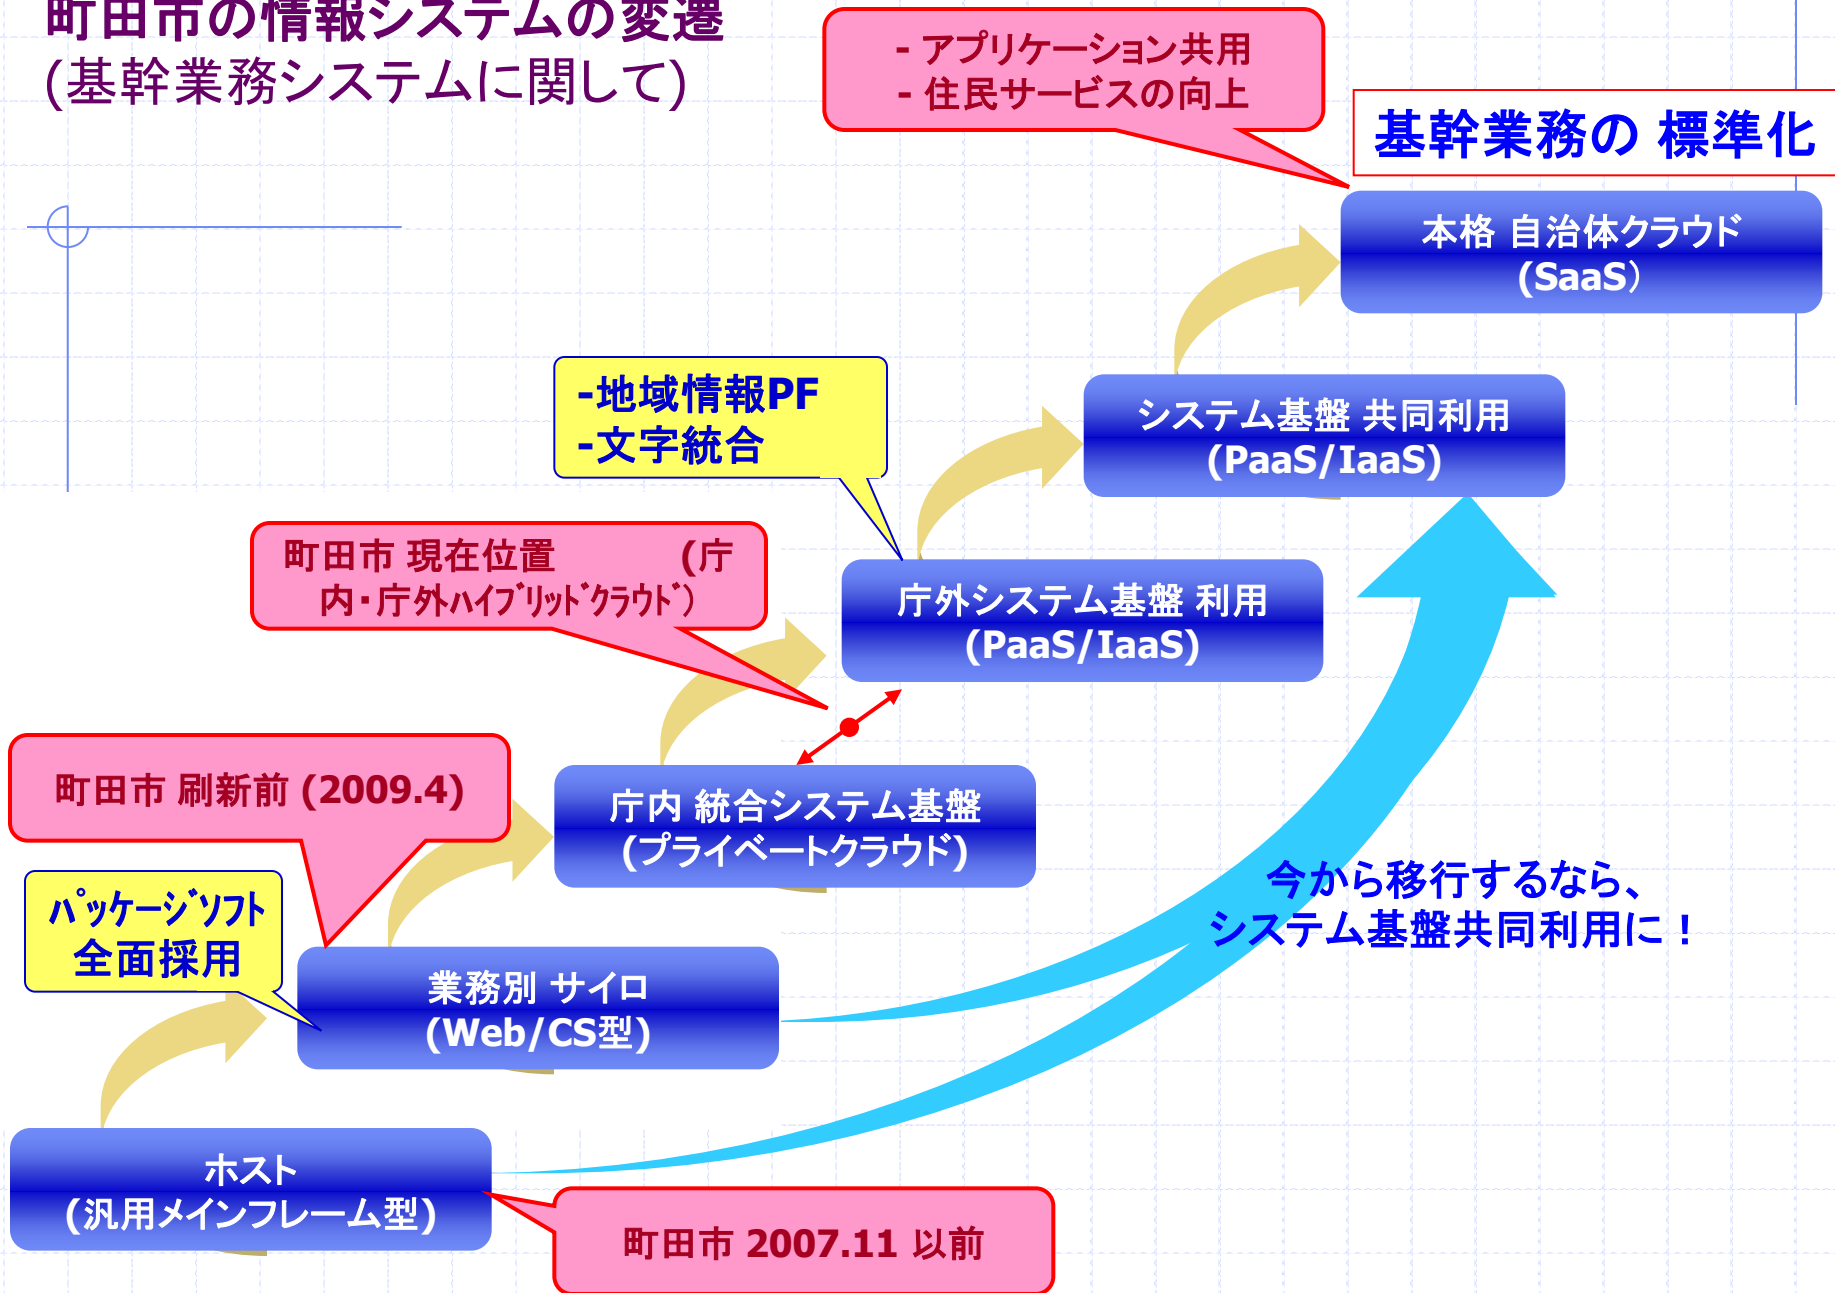 町田市の情報システムの変遷
(基幹業務システムに関して)
- アプリケーション共用
- 住民サービスの向上
基幹業務の 標準化
本格 自治体クラウド
(SaaS）
システム基盤 共同利用
(PaaS/IaaS)
-地域情報PF
-文字統合
庁外システム基盤 利用
(PaaS/IaaS)
町田市 現在位置 (庁
内・庁外ﾊｲﾌﾞﾘｯﾄﾞｸﾗｳﾄﾞ)
町田市 刷新前 (2009.4)
庁内 統合システム基盤
(プライベートクラウド)
今から移行するなら、
システム基盤共同利用に！
ﾊﾟｯｹｰｼﾞｿﾌﾄ
全面採用
業務別 サイロ
(Web/CS型)
ホスト
(汎用メインフレーム型)
町田市 2007.11 以前